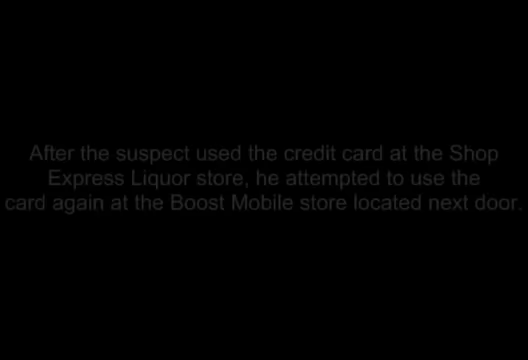 After the suspect used the credit card at the Shop
Express Liquor store, he attempted to use the
card again at the Boost Mobile store located next door.